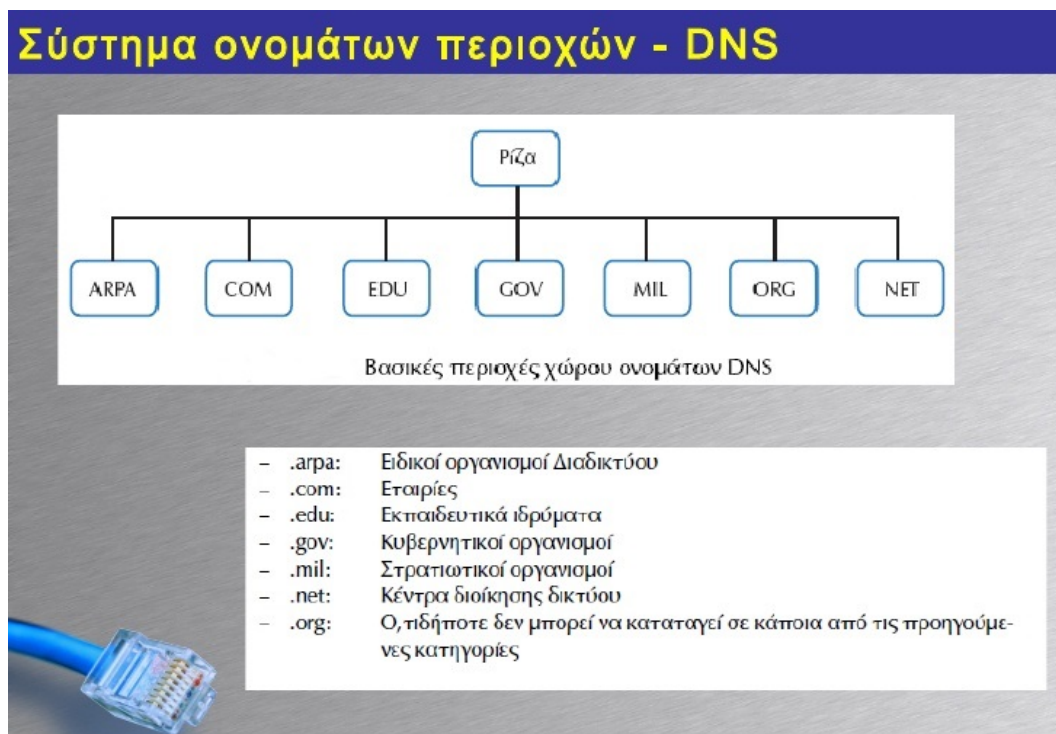 Σύστημα ονομάτων περιοχών - DNS
Ρίζα
ARPA COM EDU GOV MIL ORG NET
Βασικές περιοχές χώρου ονομάτων DNS
– .arpa: Ειδικοί οργανισμοί Διαδικτύου
– .com: Εταιρίες
– .edu: Εκπαιδευτικά ιδρύματα
– .gov: Κυβερνητικοί οργανισμοί
– .mil: Στρατιωτικοί οργανισμοί
– .net: Κέντρα διοίκησης δικτύου
– .org: Ο,τιδήποτε δεν μπορεί να καταταγεί σε κάποια από τις προηγούμε-
νες κατηγορίες